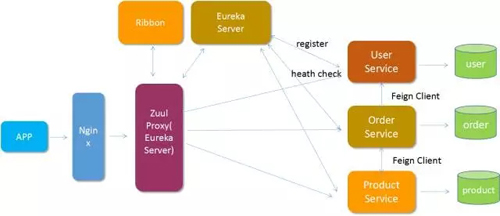 Ribbon
Eureka
Server
register
heath check
User
Service
user
Feign Client
Zuul
Proxy(
Eureka
Server)
APP
Ngin
x
Order
Service
order
Feign Client
Product
Service
product